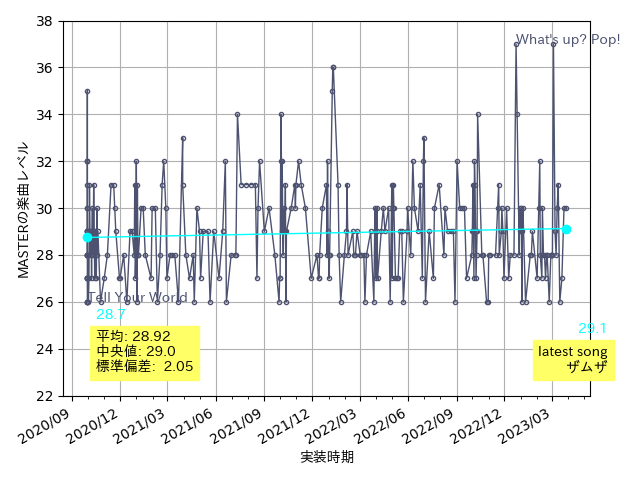 38
36
34
32
30
28
26
24
22
MASTERの楽曲レベル
What's up? Pop!
Tell Your World
28.7
平均: 28.92
中央値: 29.0
標準偏差: 2.05
29.1
latest song
ザムザ
2020/09
2020/12
2021/03
2021/06
2021/09
2021/12
2022/03
2022/06
2022/09
2022/12
2023/03
実装時期